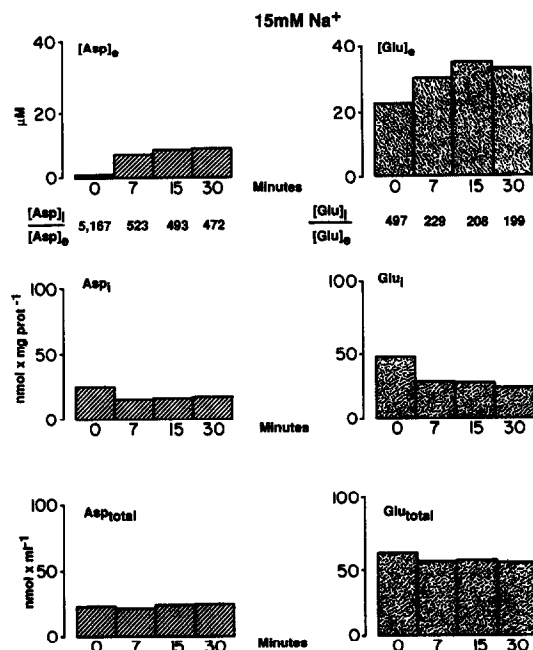 15mM Na+
[Asp]e
[Glu]e
40
20
0
μM
40
20
0
0 7 15 30 Minutes 0 7 15 30
[Asp]i
[Asp]e
5,167 523 493 472
[Glu]i
[Glu]e
497 229 208 199
Aspi
Glui
100
50
0
nmol x mg prot -1
100
50
0
0 7 15 30 Minutes 0 7 15 30
Asptotal
Glutotal
100
50
0
nmol x ml-1
100
50
0
0 7 15 30 Minutes 0 7 15 30